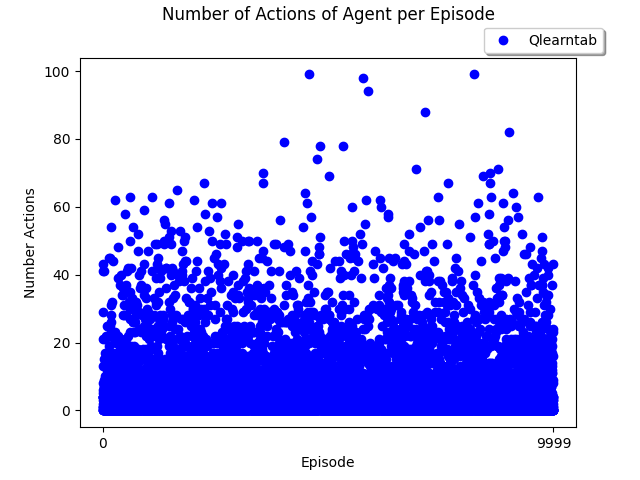 Number of Actions of Agent per Episode
Qlearntab
100
80
60
40
20
0
Number Actions
0
9999
Episode